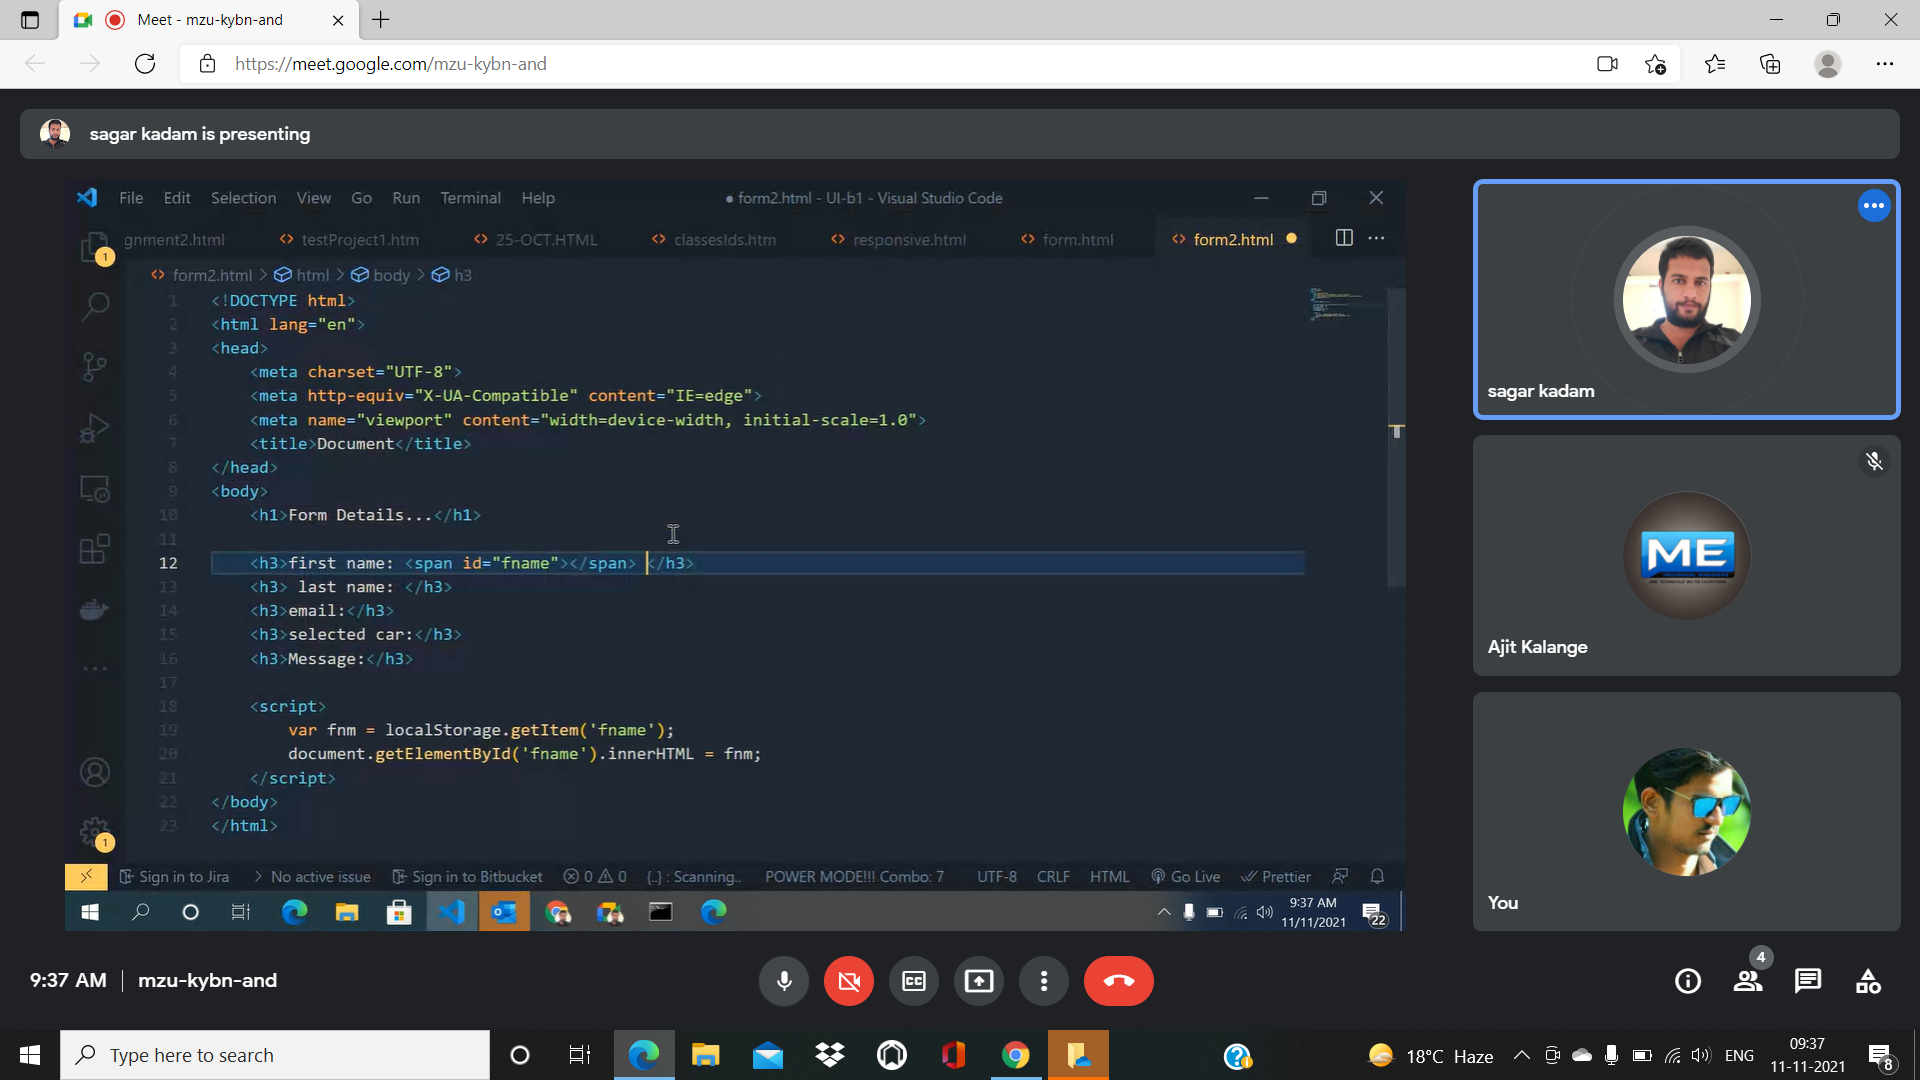 Meet - mzu-kybn-and
https://meet.google.com/mzu-kybn-and
sagar kadam is presenting
File Edit Selection View Go Run Terminal Help
● form2.html - UI-b1 - Visual Studio Code
gnment2.html
testProject1.htm
25-OCT.HTML
classesIds.htm
responsive.html
form.html
form2.html
1
form2.html > html > body > h3
1 <!DOCTYPE html>
2 <html lang="en">
3 <head>
4 <meta charset="UTF-8">
5 <meta http-equiv="X-UA-Compatible" content="IE=edge">
6 <meta name="viewport" content="width=device-width, initial-scale=1.0">
7 <title>Document</title>
8 </head>
9 <body>
10 <h1>Form Details...</h1>
11
12 <h3>first name: <span id="fname"></span> </h3>
13 <h3> last name: </h3>
14 <h3>email:</h3>
15 <h3>selected car:</h3>
16 <h3>Message:</h3>
17
18 <script>
19 var fnm = localStorage.getItem('fname');
20 document.getElementById('fname').innerHTML = fnm;
21 </script>
22 </body>
23 </html>
1
Sign in to Jira
No active issue
Sign in to Bitbucket
0 0
{..} : Scanning..
POWER MODE!!! Combo: 7
UTF-8
CRLF
HTML
Go Live
Prettier
9:37 AM
11/11/2021
22
sagar kadam
ME
Ajit Kalange
You
9:37 AM | mzu-kybn-and
CC
4
Type here to search
18°C Haze
ENG
09:37
11-11-2021
8